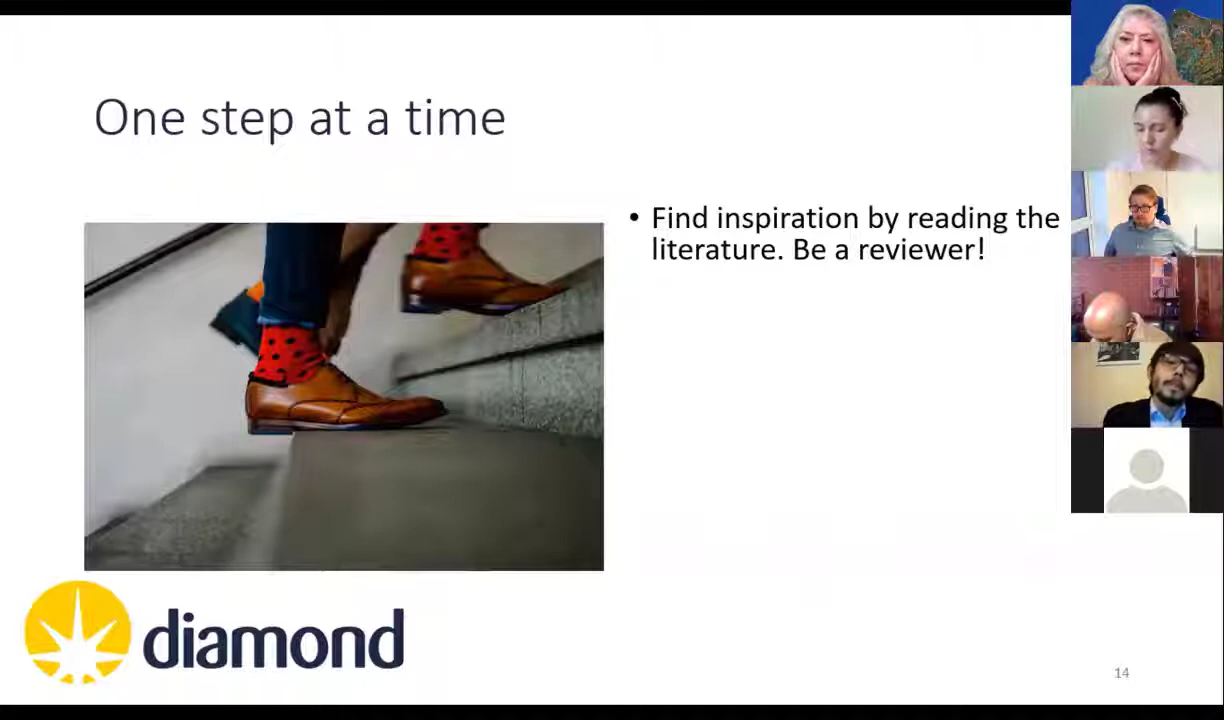 One step at a time
• Find inspiration by reading the
literature. Be a reviewer!
diamond
14